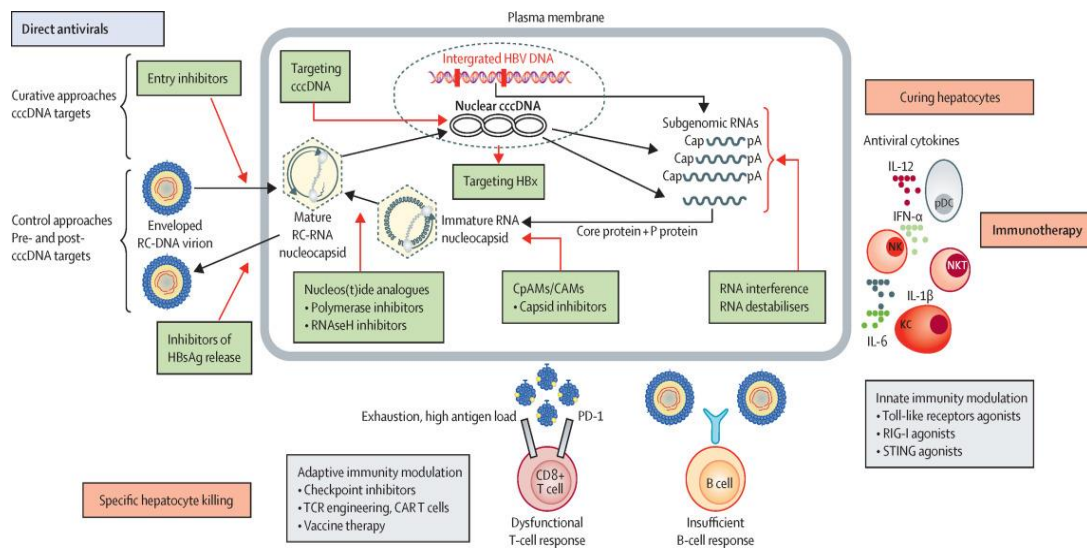 Direct antivirals
Curative approaches
cccDNA targets
Control approaches
Pre- and post-
cccDNA targets
Entry inhibitors
Enveloped
RC-DNA virion
Inhibitors of
HBsAg release
Plasma membrane
Targeting
cccDNA
Intergrated HBV DNA
Nuclear cccDNA
Targeting HBx
Mature
RC-RNA
nucleocapsid
Immature RNA
nucleocapsid
Core protein + P protein
Subgenomic RNAs
Cap pA
Cap pA
Cap pA
Nucleos(t)ide analogues
• Polymerase inhibitors
• RNAseH inhibitors
CpAMs/CAMs
• Capsid inhibitors
RNA interference
RNA destabilisers
Curing hepatocytes
Antiviral cytokines
IL-12
pDC
IFN-α
NK
NKT
IL-1β
KC
IL-6
Immunotherapy
Innate immunity modulation
• Toll-like receptors agonists
• RIG-I agonists
• STING agonists
Specific hepatocyte killing
Adaptive immunity modulation
• Checkpoint inhibitors
• TCR engineering, CAR T cells
• Vaccine therapy
Exhaustion, high antigen load
PD-1
CD8+
T cell
Dysfunctional
T-cell response
B cell
Insufficient
B-cell response